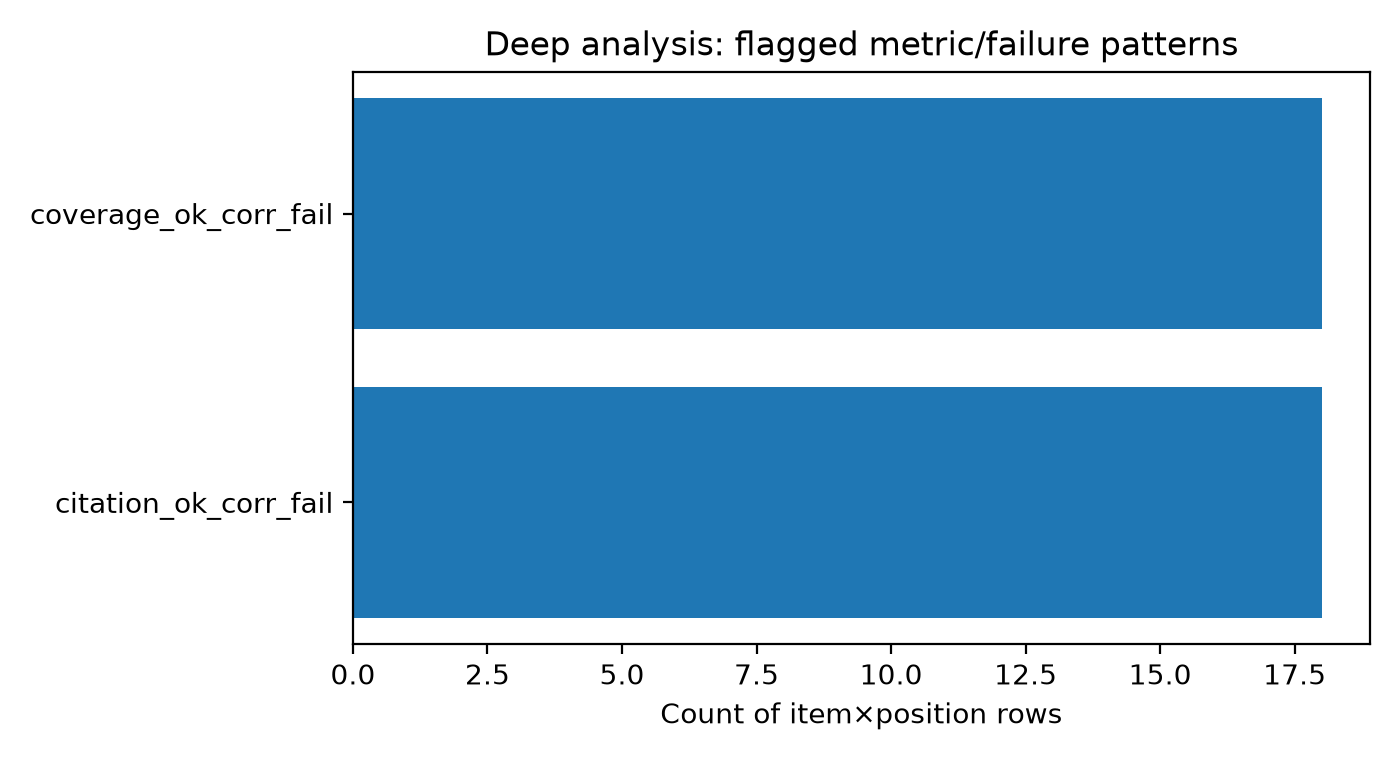 Deep analysis: flagged metric/failure patterns
coverage_ok_corr_fail
citation_ok_corr_fail
0.0 2.5 5.0 7.5 10.0 12.5 15.0 17.5
Count of item×position rows